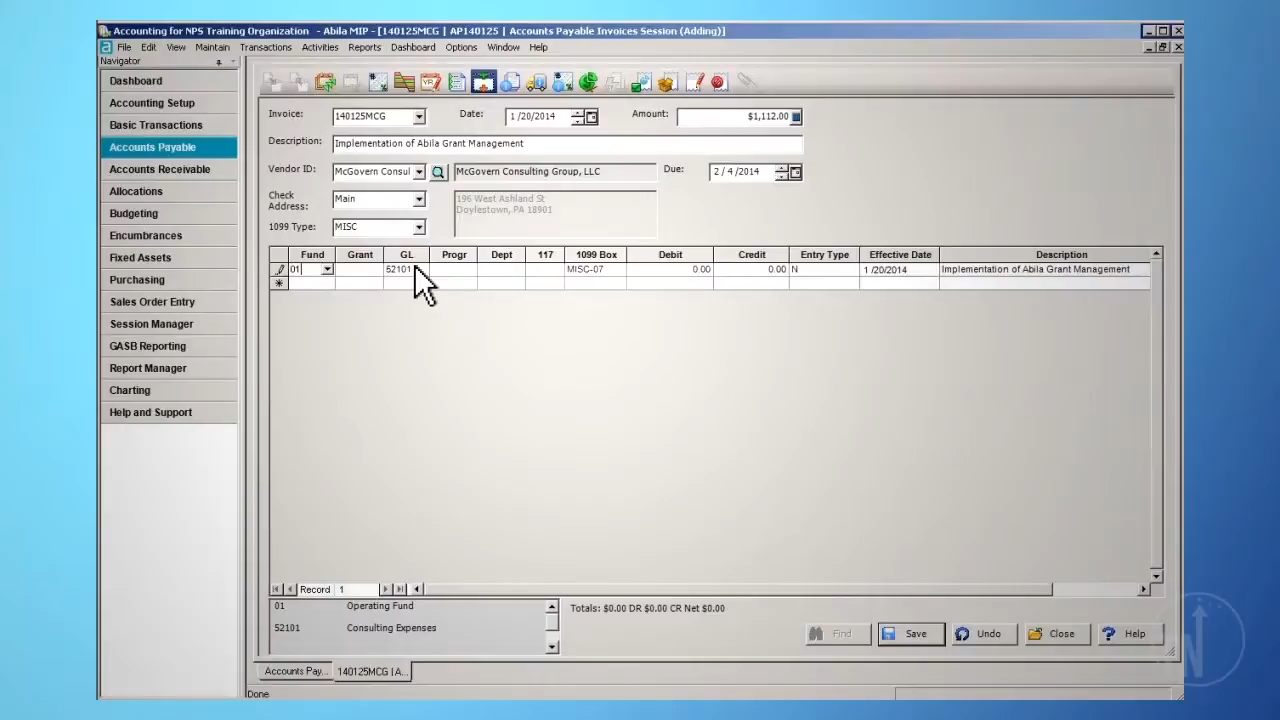 Accounting for NPS Training Organization - Abila MIP - [140125MCG | AP140125 | Accounts Payable Invoices Session (Adding)]
File Edit View Maintain Transactions Activities Reports Dashboard Options Window Help
Navigator
Dashboard
Accounting Setup
Basic Transactions
Accounts Payable
Accounts Receivable
Allocations
Budgeting
Encumbrances
Fixed Assets
Purchasing
Sales Order Entry
Session Manager
GASB Reporting
Report Manager
Charting
Help and Support
Invoice: 140125MCG Date: 1 /20/2014 Amount: $1,112.00
Description: Implementation of Abila Grant Management
Vendor ID: McGovern Consul McGovern Consulting Group, LLC Due: 2 / 4 /2014
Check Address: Main 196 West Ashland St
Doylestown, PA 18901
1099 Type: MISC
Fund Grant GL Progr Dept 117 1099 Box Debit Credit Entry Type Effective Date Description
01 52101 MISC-07 0.00 0.00 N 1 /20/2014 Implementation of Abila Grant Management
Record 1
01 Operating Fund
52101 Consulting Expenses
Totals: $0.00 DR $0.00 CR Net $0.00
Find Save Undo Close Help
Accounts Pay... 140125MCG | A...
Done
N